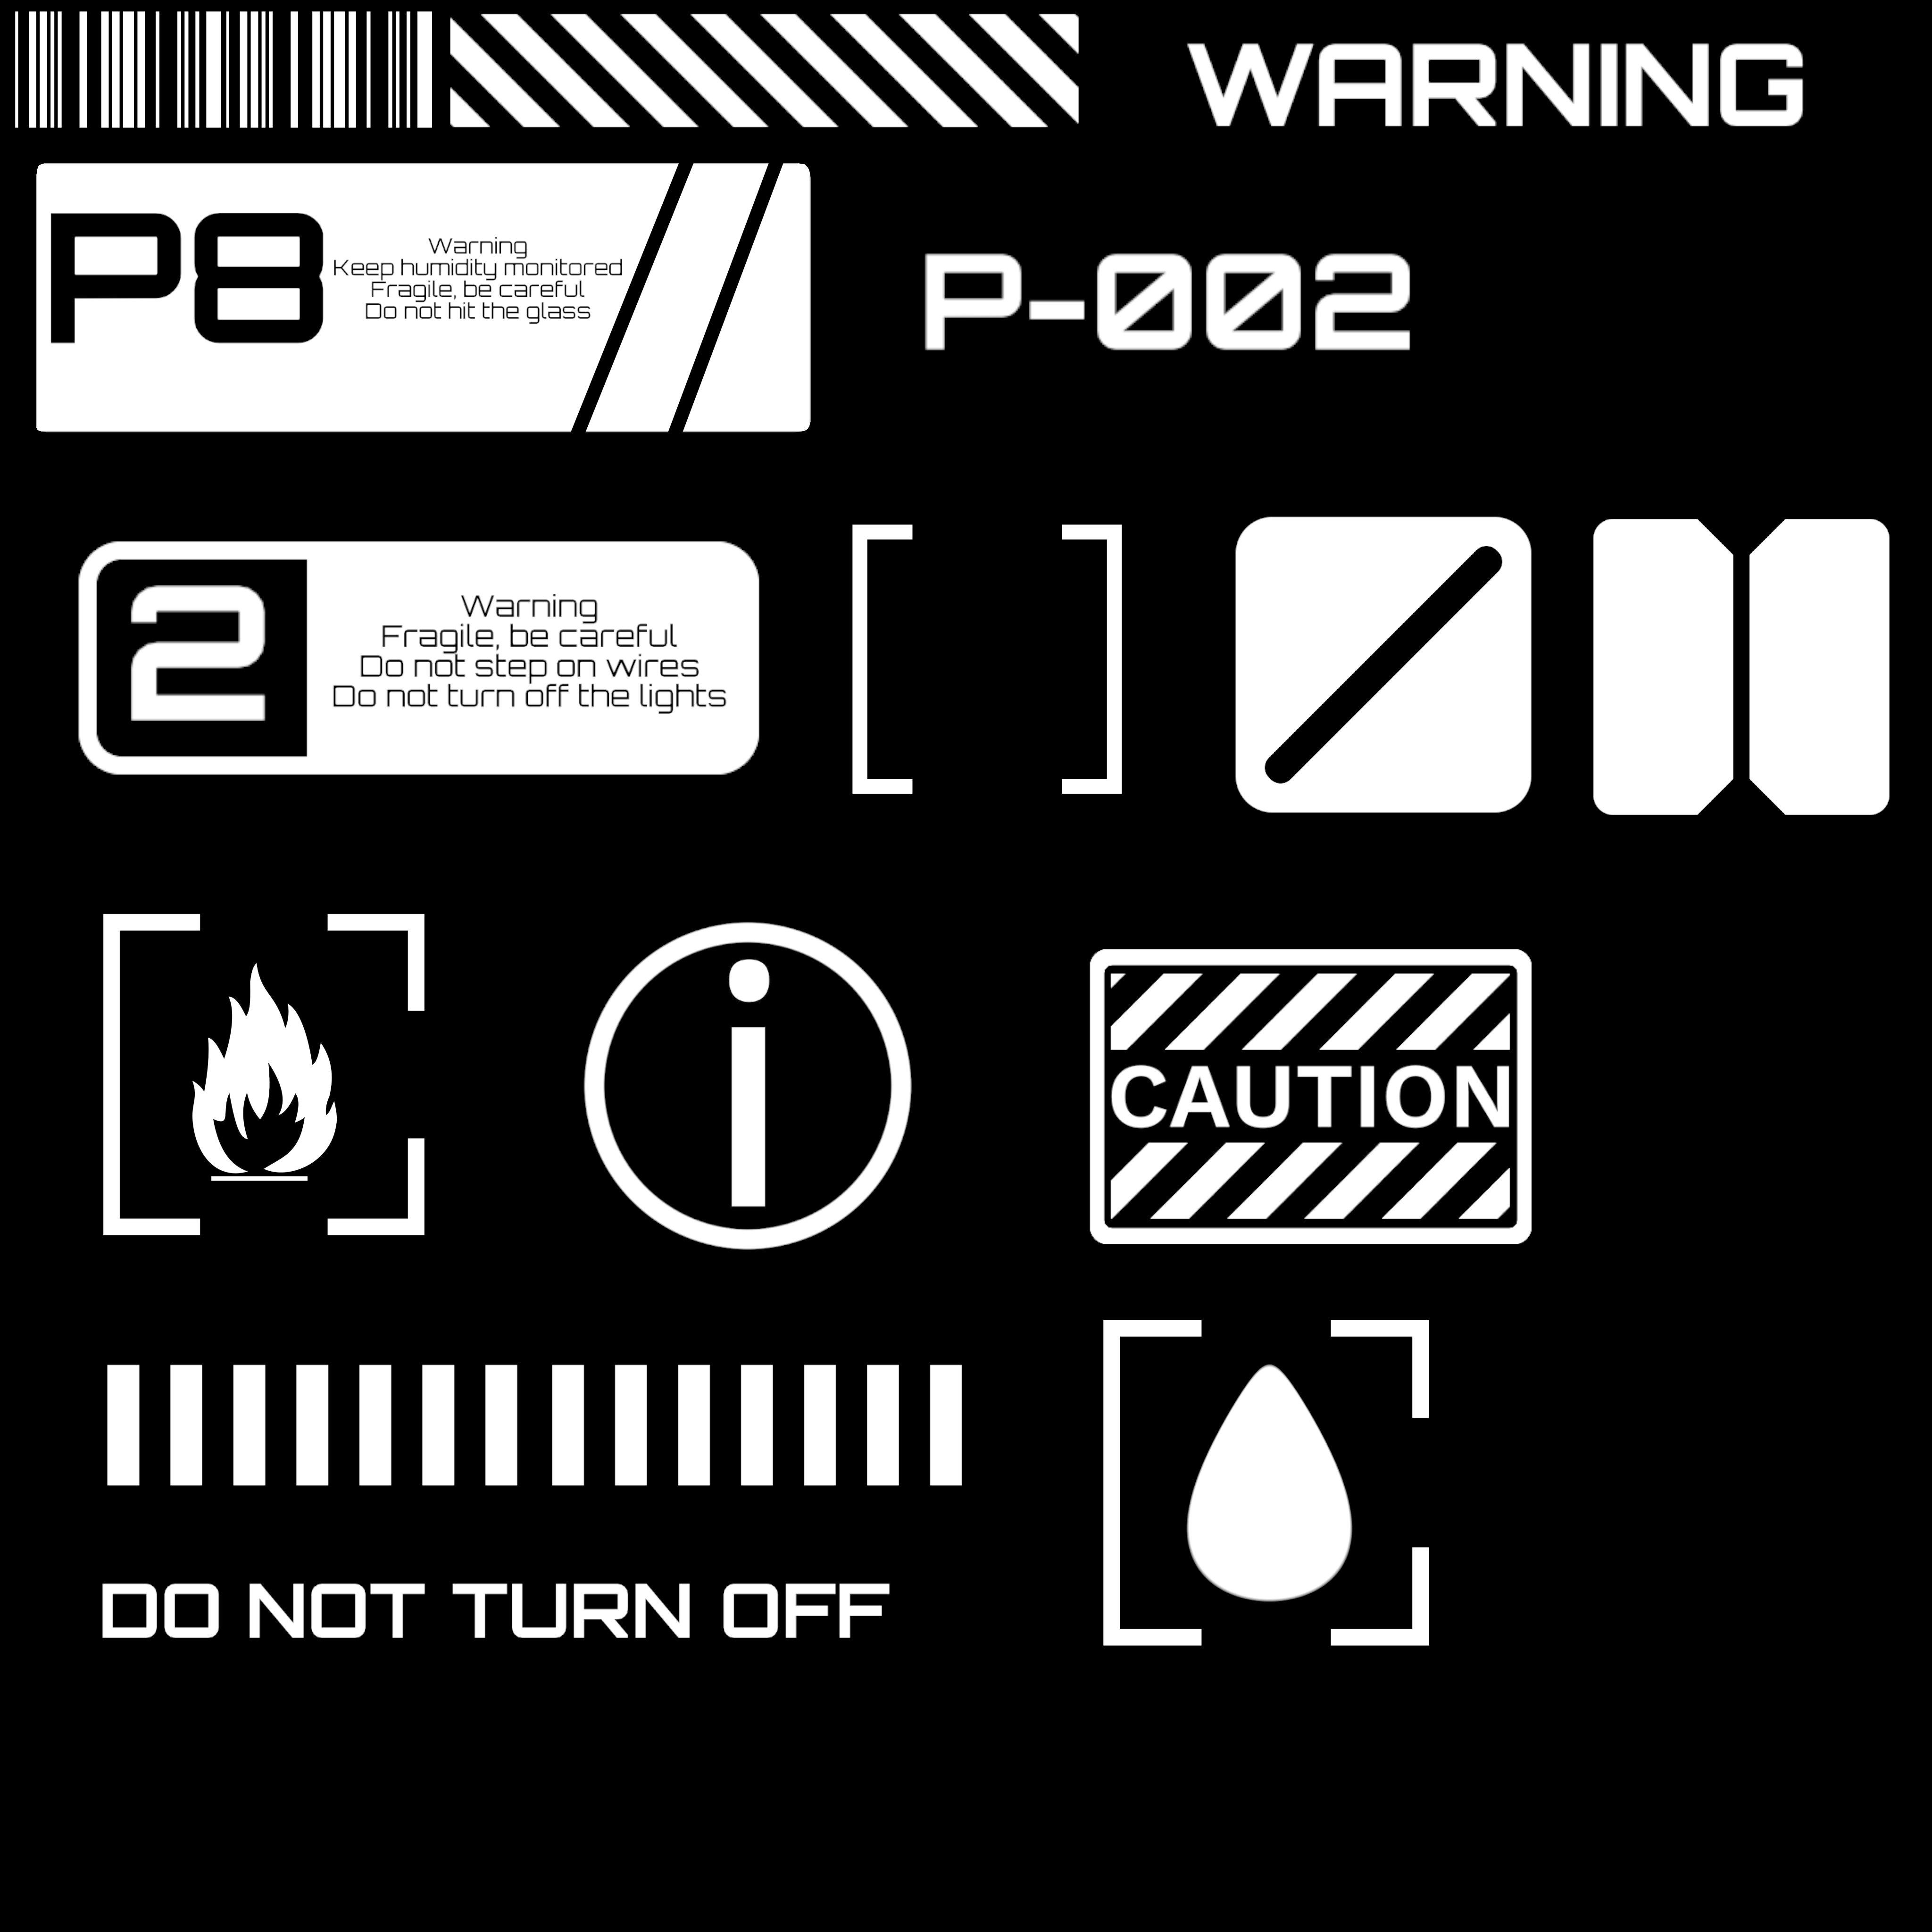 WARNING
P8
Warning
Keep humidity monitored
Fragile, be careful
Do not hit the glass
P-002
2
Warning
Fragile, be careful
Do not step on wires
Do not turn off the lights
i
CAUTION
DO NOT TURN OFF